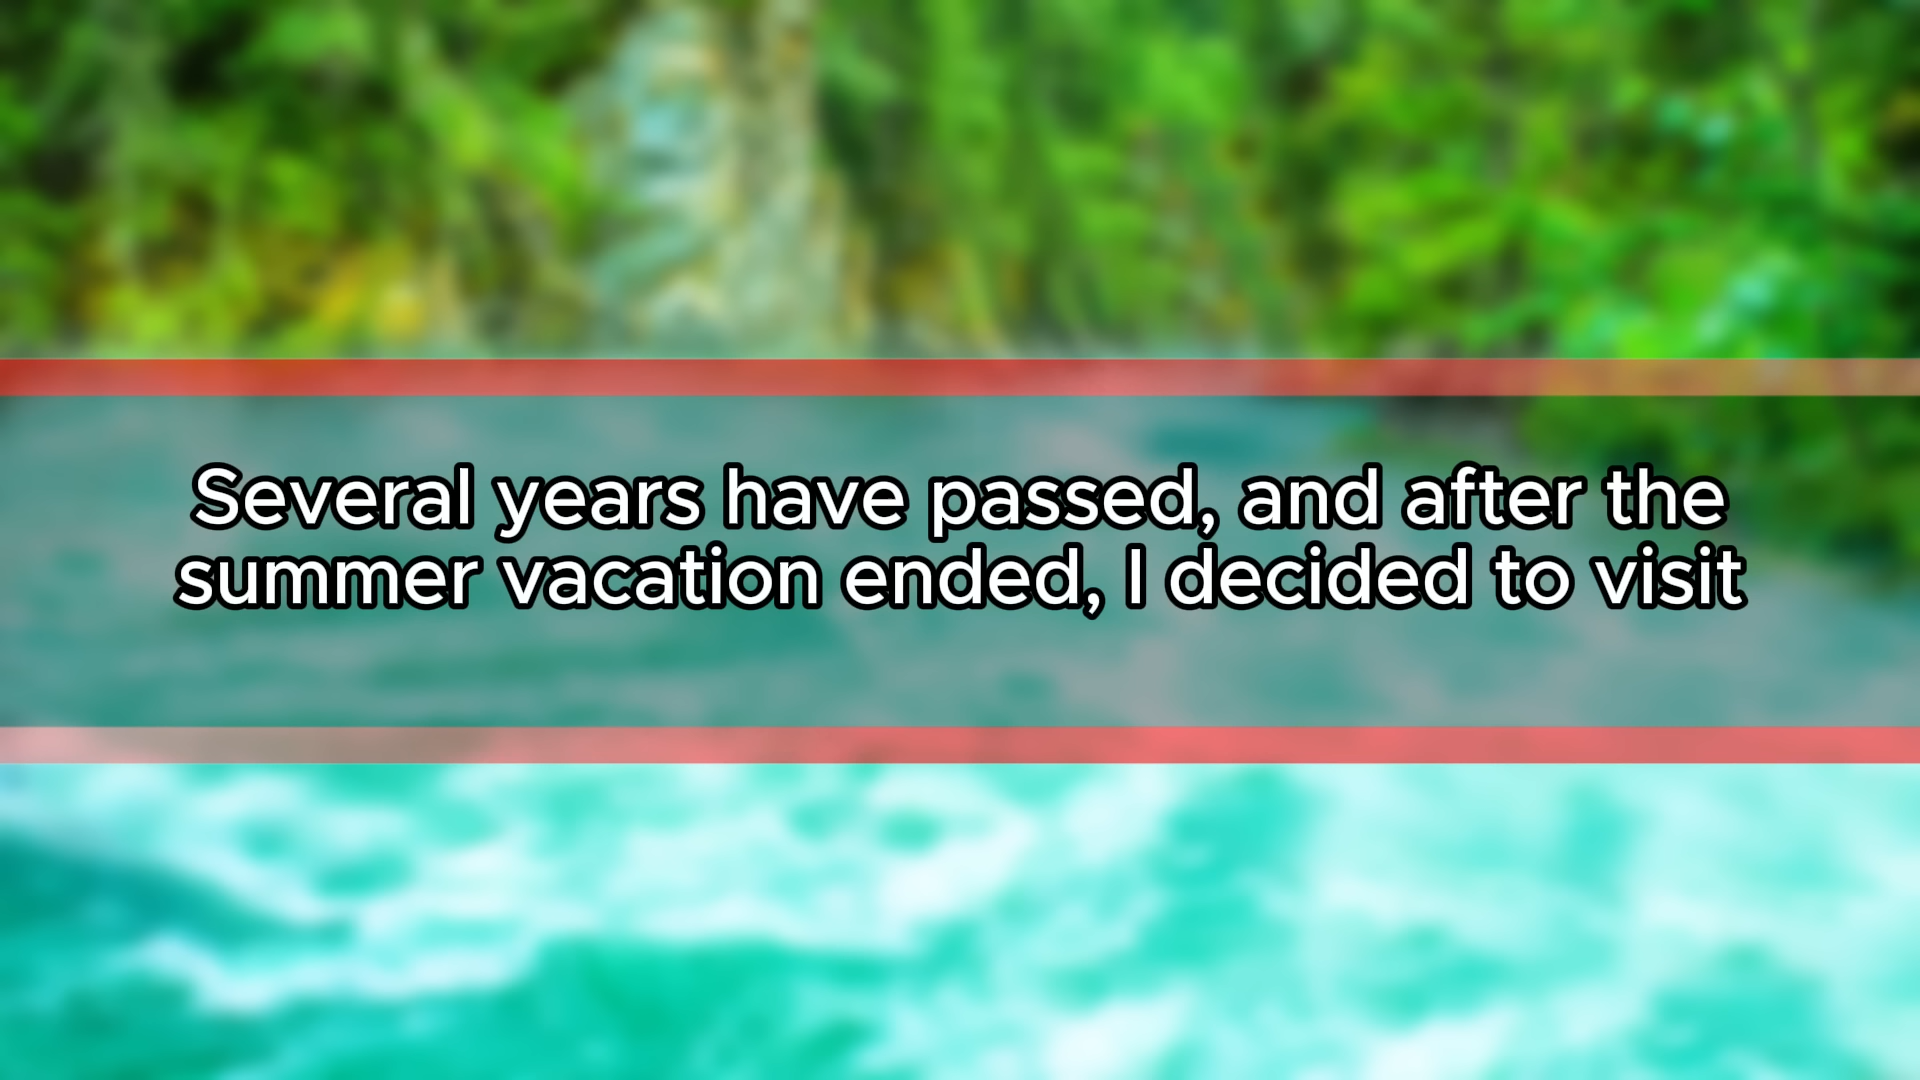 Several years have passed, and after the
summer vacation ended, I decided to visit